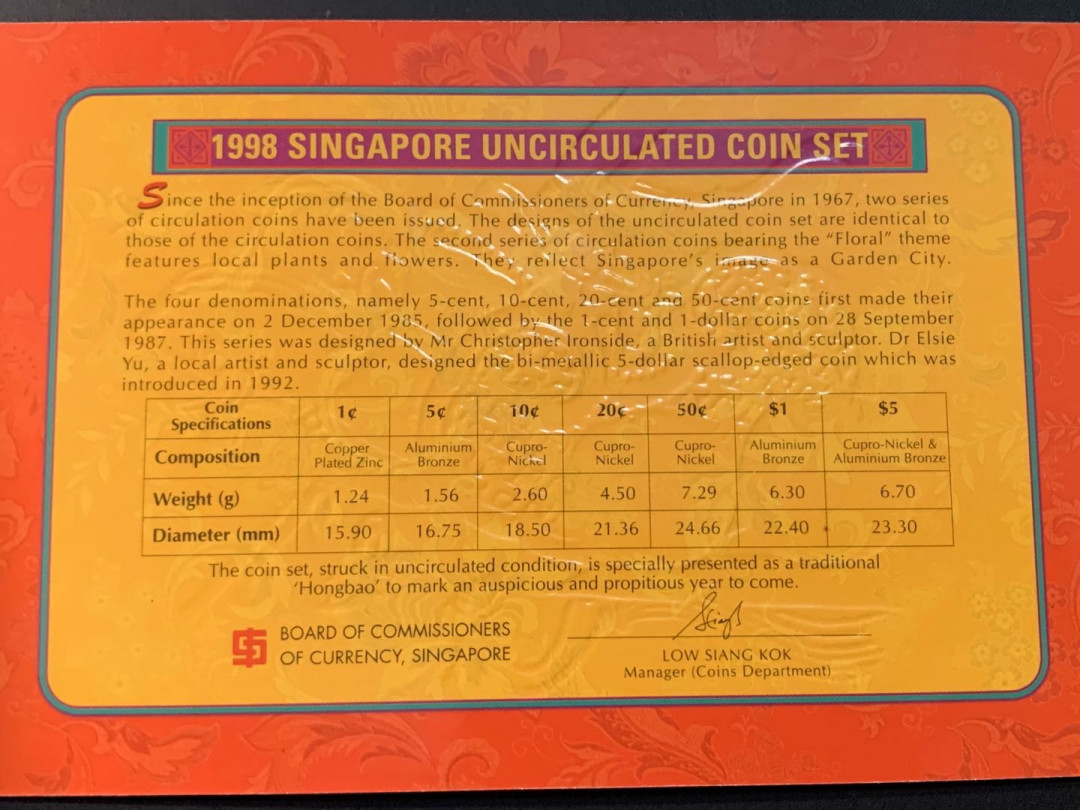 1998 SINGAPORE UNCIRCULATED COIN SET
Since the inception of the Board of Commissioners of Currency, Singapore in 1967, two series
of circulation coins have been issued. The designs of the uncirculated coin set are identical to
those of the circulation coins. The second series of circulation coins bearing the “Floral” theme
features local plants and flowers. They reflect Singapore’s image as a Garden City.
The four denominations, namely 5-cent, 10-cent, 20-cent and 50-cent coins first made their
appearance on 2 December 1985, followed by the 1-cent and 1-dollar coins on 28 September
1987. This series was designed by Mr Christopher Ironside, a British artist and sculptor. Dr Elsie
Yu, a local artist and sculptor, designed the bi-metallic 5-dollar scallop-edged coin which was
introduced in 1992.
Coin Specifications 1¢ 5¢ 10¢ 20¢ 50¢ $1 $5
Composition Copper Plated Zinc Aluminium Bronze Cupro-Nickel Cupro-Nickel Cupro-Nickel Aluminium Bronze Cupro-Nickel & Aluminium Bronze
Weight (g) 1.24 1.56 2.60 4.50 7.29 6.30 6.70
Diameter (mm) 15.90 16.75 18.50 21.36 24.66 22.40 23.30
The coin set, struck in uncirculated condition, is specially presented as a traditional
‘Hongbao’ to mark an auspicious and propitious year to come.
BOARD OF COMMISSIONERS
OF CURRENCY, SINGAPORE
LOW SIANG KOK
Manager (Coins Department)